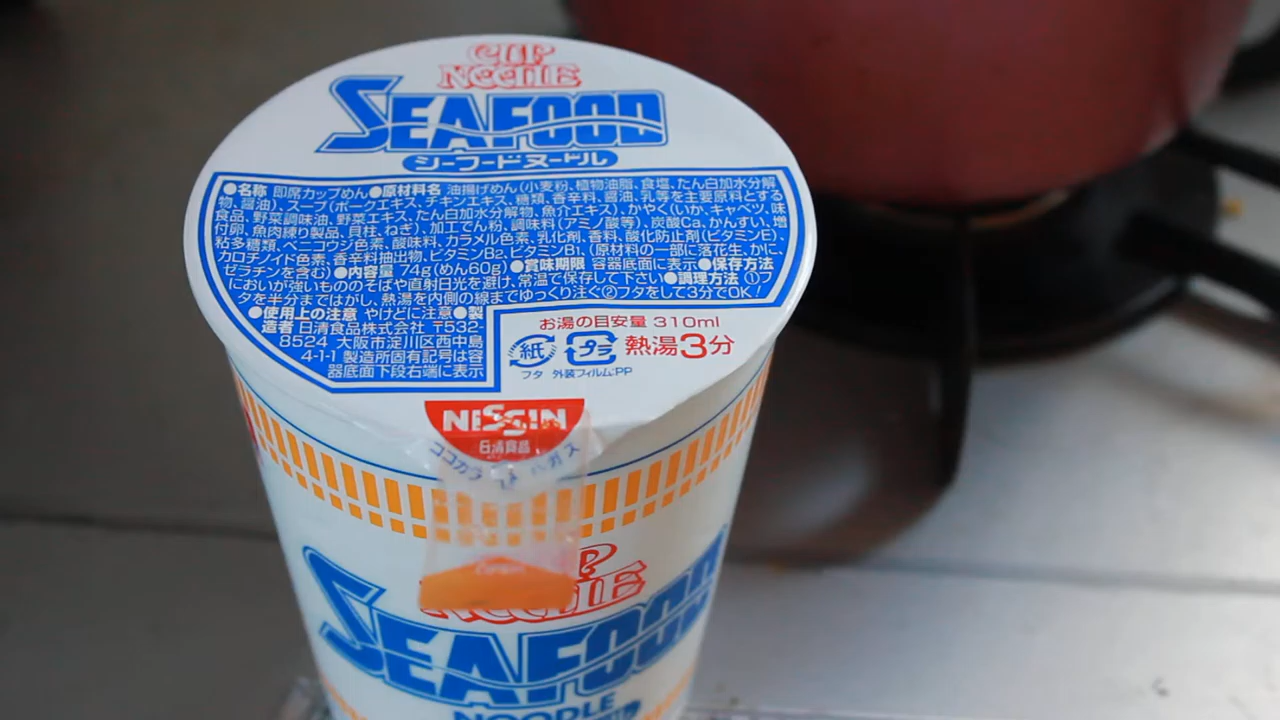 CUP
NOODLE
SEAFOOD
シーフードヌードル
●名称 即席カップめん●原材料名 油揚げめん(小麦粉、植物油脂、食塩、たん白加水分解
物、醤油)、スープ(ポークエキス、チキンエキス、糖類、香辛料、醤油、乳等を主要原料とする
食品、野菜調味油、野菜エキス、たん白加水分解物、魚介エキス)、かやく(いか、キャベツ、味
付卵、魚肉練り製品、貝柱、ねぎ)、加工でん粉、調味料(アミノ酸等)、炭酸Ca、かんすい、増
粘多糖類、ベニコウジ色素、酸味料、カラメル色素、乳化剤、香料、酸化防止剤(ビタミンE)、
カロチノイド色素、香辛料抽出物、ビタミンB2、ビタミンB1、(原材料の一部に落花生、かに、
ゼラチンを含む)●内容量 74g(めん60g)●賞味期限 容器底面に表示●保存方法
においが強いもののそばや直射日光を避け、常温で保存して下さい●調理方法 ①フ
タを半分まではがし、熱湯を内側の線までゆっくり注ぐ②フタをして3分でOK!
●使用上の注意 やけどに注意●製
造者 日清食品株式会社 〒532-
8524 大阪市淀川区西中島
4-1-1 製造所固有記号は容
器底面下段右端に表示
お湯の目安量 310ml
紙 プラ 熱湯3分
フタ 外装フィルム:PP
NISSIN
日清食品
ココカラ
CUP
NOODLE
SEAFOOD
NOODLE